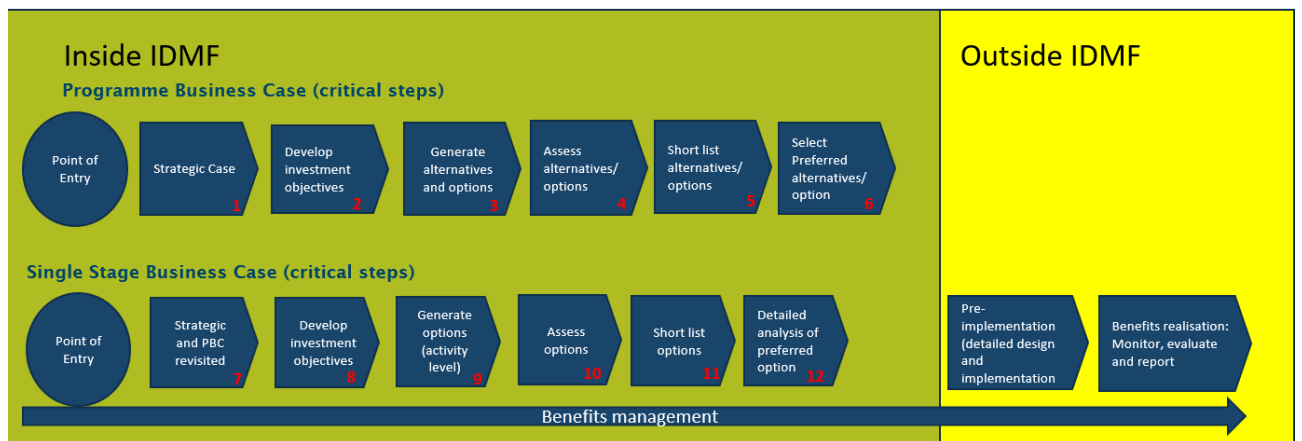 Inside IDMF
Outside IDMF
Programme Business Case (critical steps)
Point of
Entry
Strategic Case
1
Develop
investment
objectives
2
Generate
alternatives
and options
3
Assess
alternatives/
options
4
Short list
alternatives/
options
5
Select
Preferred
alternatives/
option
6
Single Stage Business Case (critical steps)
Point of
Entry
Strategic
and PBC
revisited
7
Develop
investment
objectives
8
Generate
options
(activity
level)
9
Assess
options
10
Short list
options
11
Detailed
analysis of
preferred
option
12
Pre-
implementation
(detailed design
and
implementation
Benefits realisation:
Monitor, evaluate
and report
Benefits management